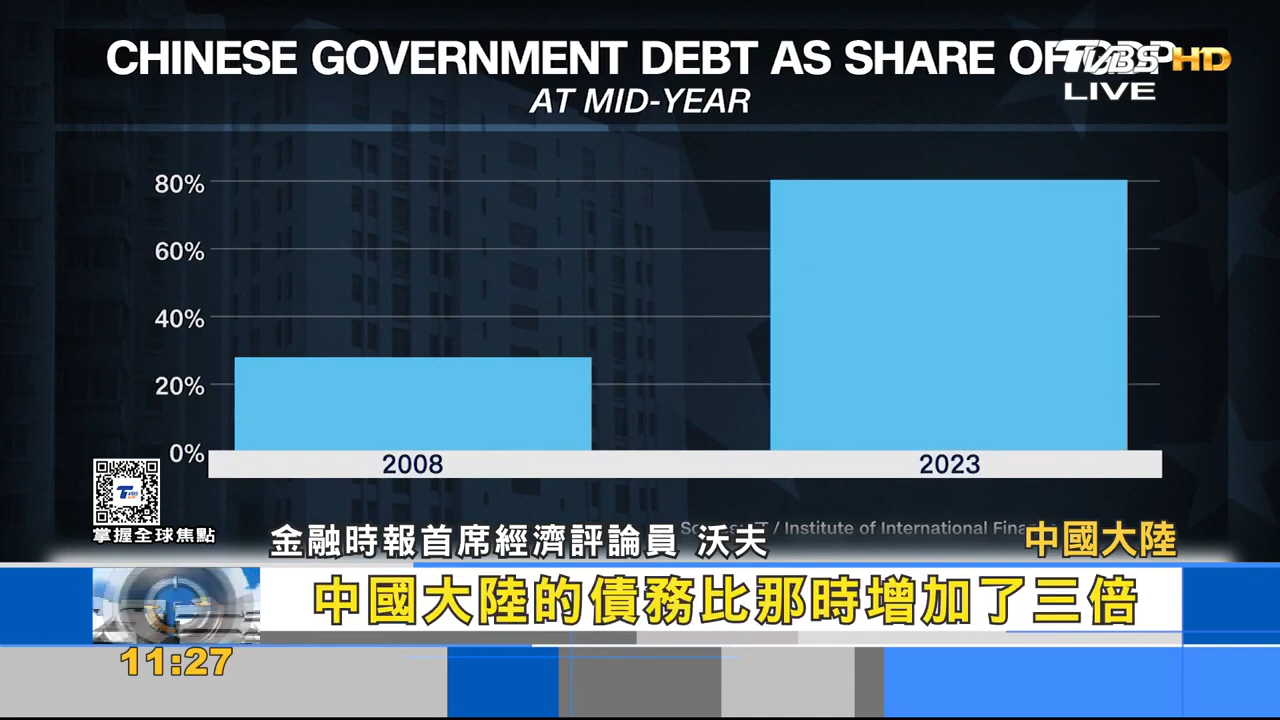 CHINESE GOVERNMENT DEBT AS SHARE OF
TVBS HD
LIVE
AT MID-YEAR
80%
60%
40%
20%
0%
2008
2023
/ Institute of International
T VBS
掌握全球焦點
金融時報首席經濟評論員 沃夫
中國大陸
中國大陸的債務比那時增加了三倍
11:27